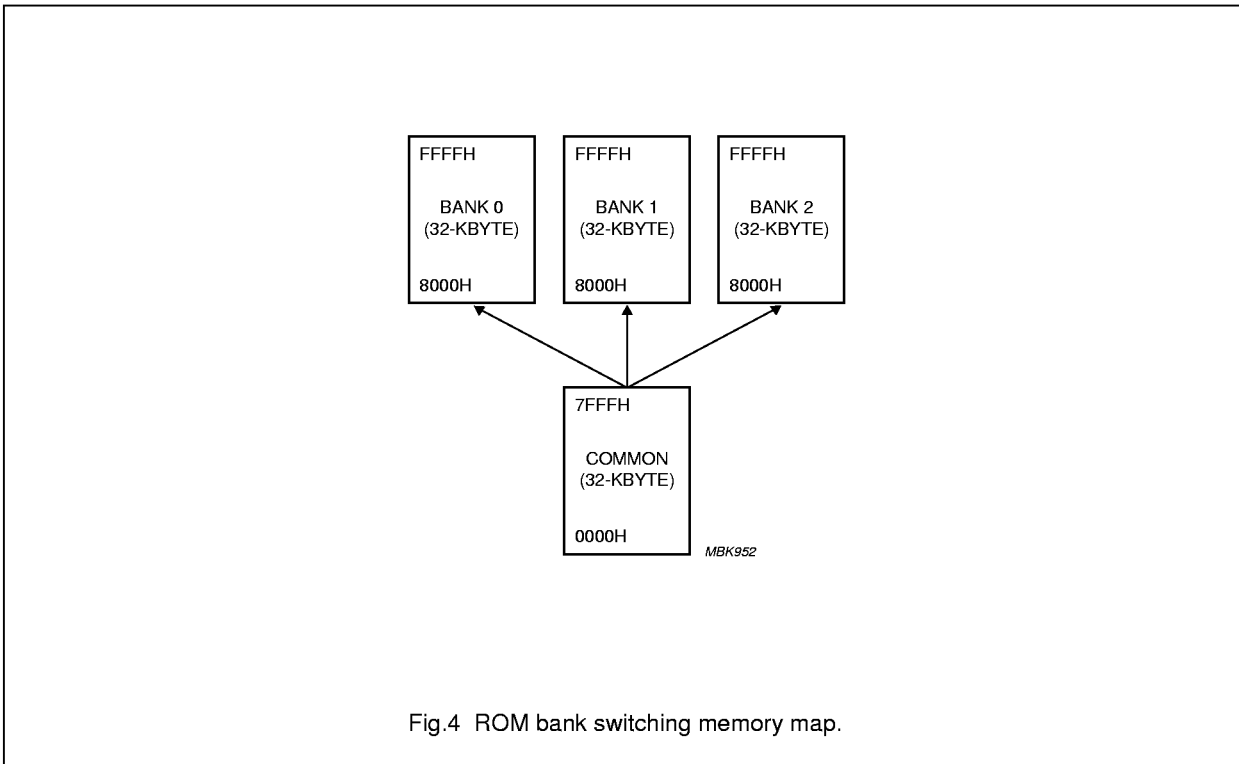 FFFFH
BANK 0
(32-KBYTE)
8000H
FFFFH
BANK 1
(32-KBYTE)
8000H
FFFFH
BANK 2
(32-KBYTE)
8000H
7FFFH
COMMON
(32-KBYTE)
0000H
MBK952
Fig.4 ROM bank switching memory map.